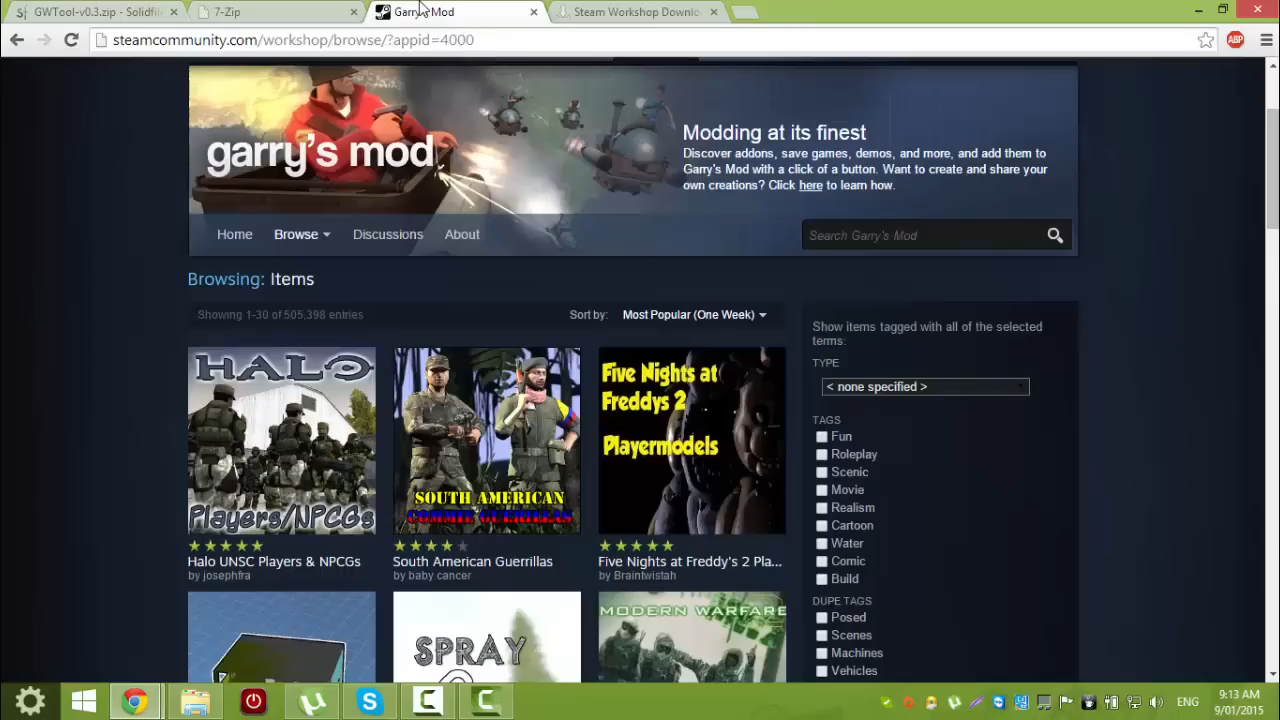 GWTool-v0.3.zip - Solidfil
7-Zip
Garry's Mod
Steam Workshop Downlo
steamcommunity.com/workshop/browse/?appid=4000
ABP
garry's mod
Modding at its finest
Discover addons, save games, demos, and more, and add them to
Garry's Mod with a click of a button. Want to create and share your
own creations? Click here to learn how.
Home Browse Discussions About
Search Garry's Mod
Browsing: Items
Showing 1-30 of 505,398 entries
Sort by: Most Popular (One Week)
Show items tagged with all of the selected
terms:
TYPE
< none specified >
TAGS
Fun
Roleplay
Scenic
Movie
Realism
Cartoon
Water
Comic
Build
DUPE TAGS
Posed
Scenes
Machines
Vehicles
HALO
Players/NPCGs
Halo UNSC Players & NPCGs
by josephfra
SOUTH AMERICAN
COMMIE GUERILLAS
South American Guerrillas
by baby cancer
Five Nights at
Freddys 2
Playermodels
Five Nights at Freddy's 2 Pla...
by Braintwistah
SPRAY
MODERN WARFARE
ENG
9:13 AM
9/01/2015